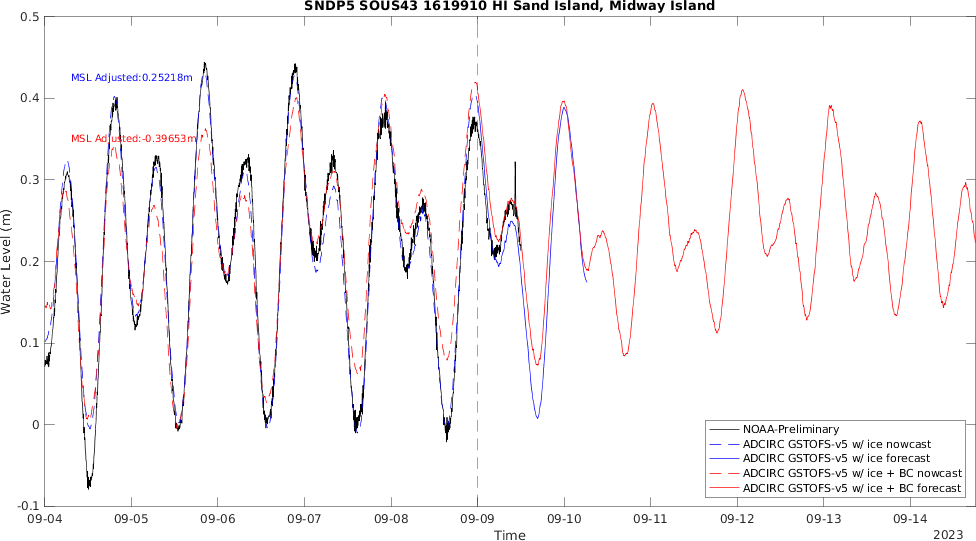 SNDP5 SOUS43 1619910 HI Sand Island, Midway Island
0.5
0.4
0.3
0.2
0.1
0
-0.1
Water Level (m)
MSL Adjusted:0.25218m
MSL Adjusted:-0.39653m
NOAA-Preliminary
ADCIRC GSTOFS-v5 w/ ice nowcast
ADCIRC GSTOFS-v5 w/ ice forecast
ADCIRC GSTOFS-v5 w/ ice + BC nowcast
ADCIRC GSTOFS-v5 w/ ice + BC forecast
09-04 09-05 09-06 09-07 09-08 09-09 09-10 09-11 09-12 09-13 09-14
Time
2023